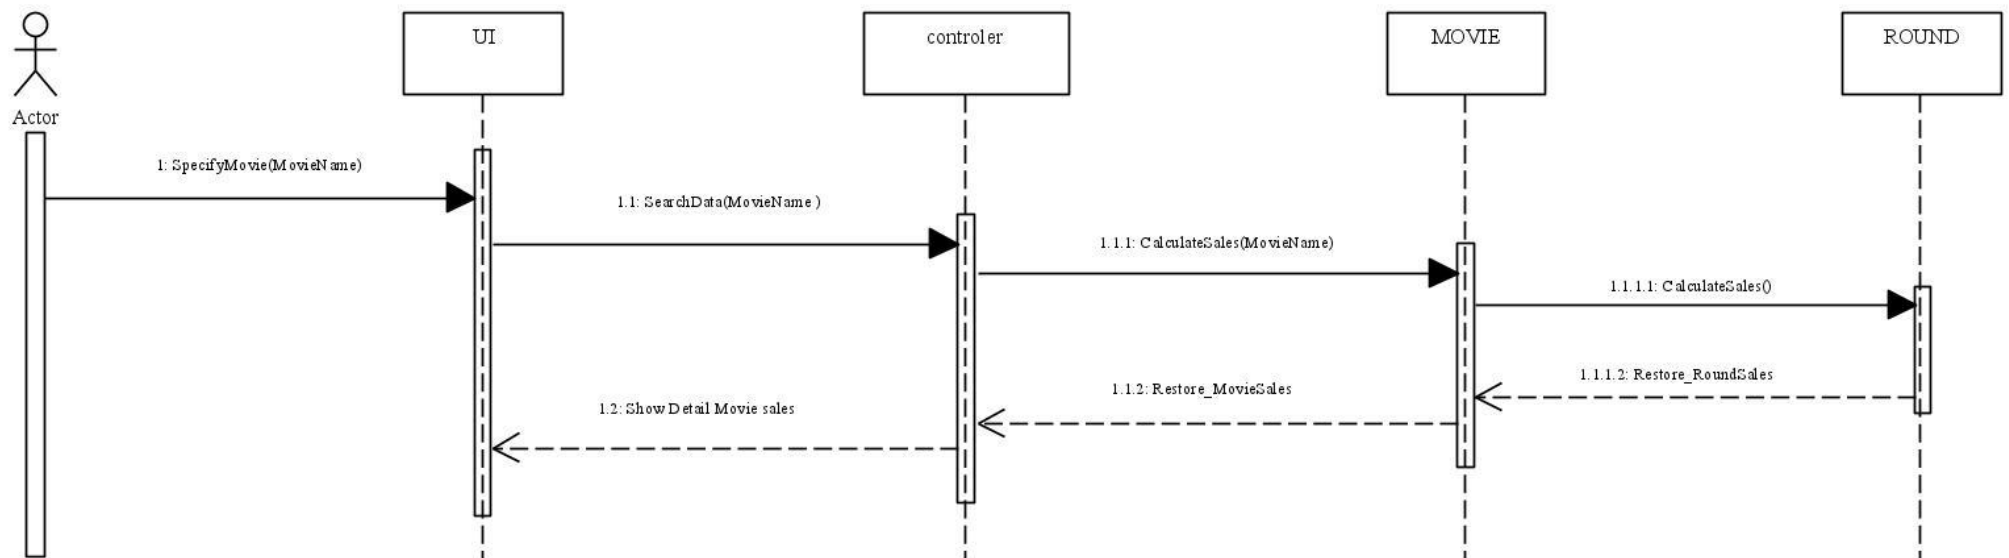 UI
controler
MOVIE
ROUND
Actor
1: SpecifyMovie(MovieName)
1.1: SearchData(MovieName )
1.1.1: CalculateSales(MovieName)
1.1.1.1: CalculateSales()
1.1.1.2: Restore_RoundSales
1.1.2: Restore_MovieSales
1.2: Show Detail Movie sales